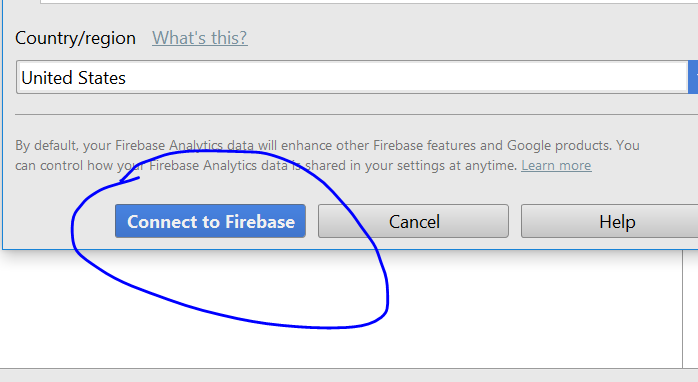 Country/region What's this?
United States
By default, your Firebase Analytics data will enhance other Firebase features and Google products. You
can control how your Firebase Analytics data is shared in your settings at anytime. Learn more
Connect to Firebase Cancel Help